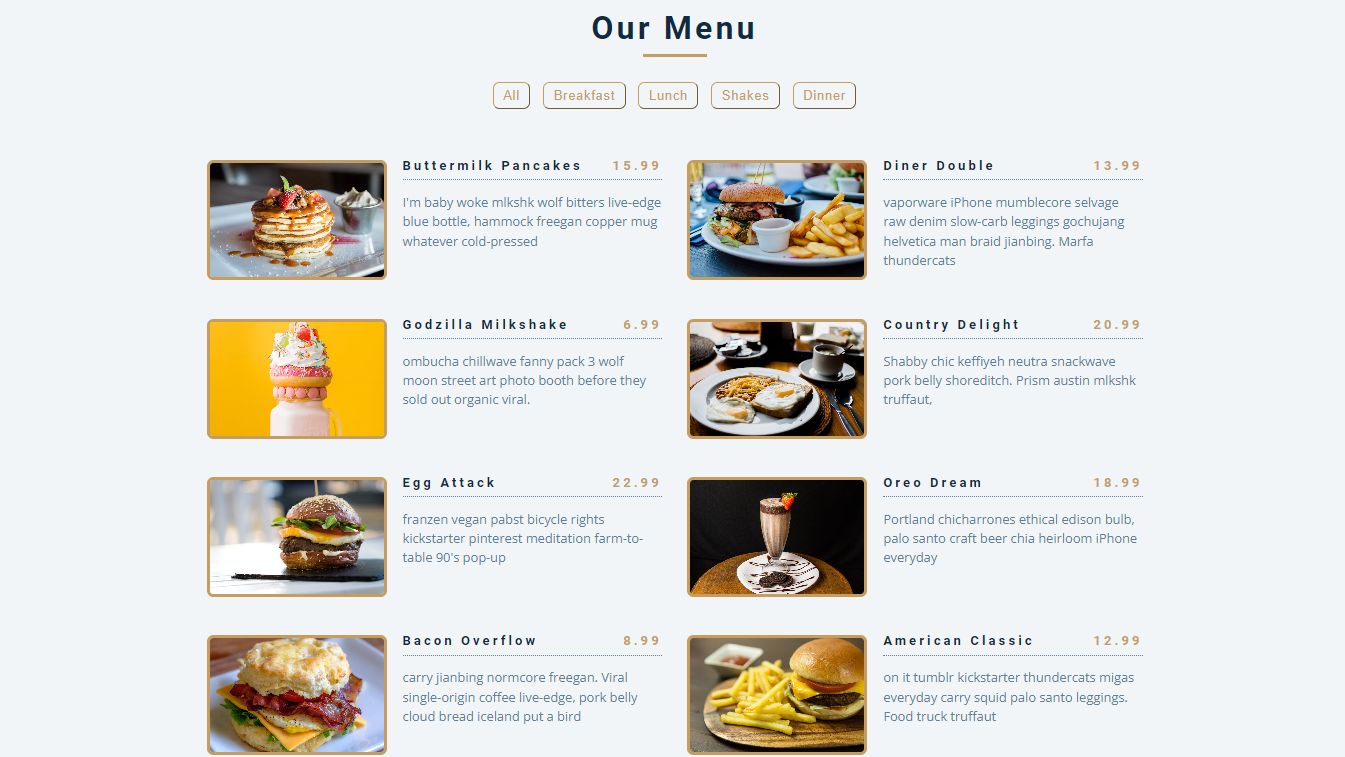 Our Menu
All Breakfast Lunch Shakes Dinner
Buttermilk Pancakes 15.99
I'm baby woke mlkshk wolf bitters live-edge
blue bottle, hammock freegan copper mug
whatever cold-pressed
Diner Double 13.99
vaporware iPhone mumblecore selvage
raw denim slow-carb leggings gochujang
helvetica man braid jianbing. Marfa
thundercats
Godzilla Milkshake 6.99
ombucha chillwave fanny pack 3 wolf
moon street art photo booth before they
sold out organic viral.
Country Delight 20.99
Shabby chic keffiyeh neutra snackwave
pork belly shoreditch. Prism austin mlkshk
truffaut,
Egg Attack 22.99
franzen vegan pabst bicycle rights
kickstarter pinterest meditation farm-to-
table 90's pop-up
Oreo Dream 18.99
Portland chicharrones ethical edison bulb,
palo santo craft beer chia heirloom iPhone
everyday
Bacon Overflow 8.99
carry jianbing normcore freegan. Viral
single-origin coffee live-edge, pork belly
cloud bread iceland put a bird
American Classic 12.99
on it tumblr kickstarter thundercats migas
everyday carry squid palo santo leggings.
Food truck truffaut